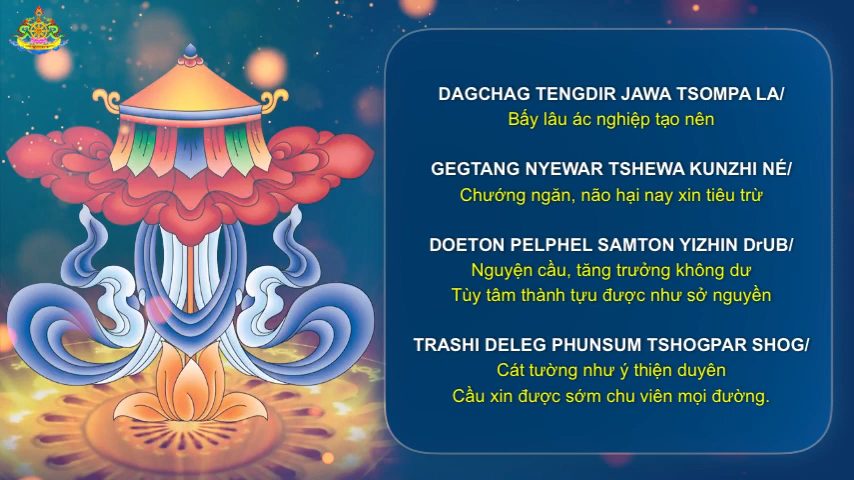 DAGCHAG TENGDIR JAWA TSOMPA LA/
Bấy lâu ác nghiệp tạo nên
GEGTANG NYEWAR TSHEWA KUNZHI NÉ/
Chướng ngăn, não hại nay xin tiêu trừ
DOETON PELPHEL SAMTON YIZHIN DrUB/
Nguyện cầu, tăng trưởng không dư
Tùy tâm thành tựu được như sở nguyền
TRASHI DELEG PHUNSUM TSHOGPAR SHOG/
Cát tường như ý thiện duyên
Cầu xin được sớm chu viên mọi đường.